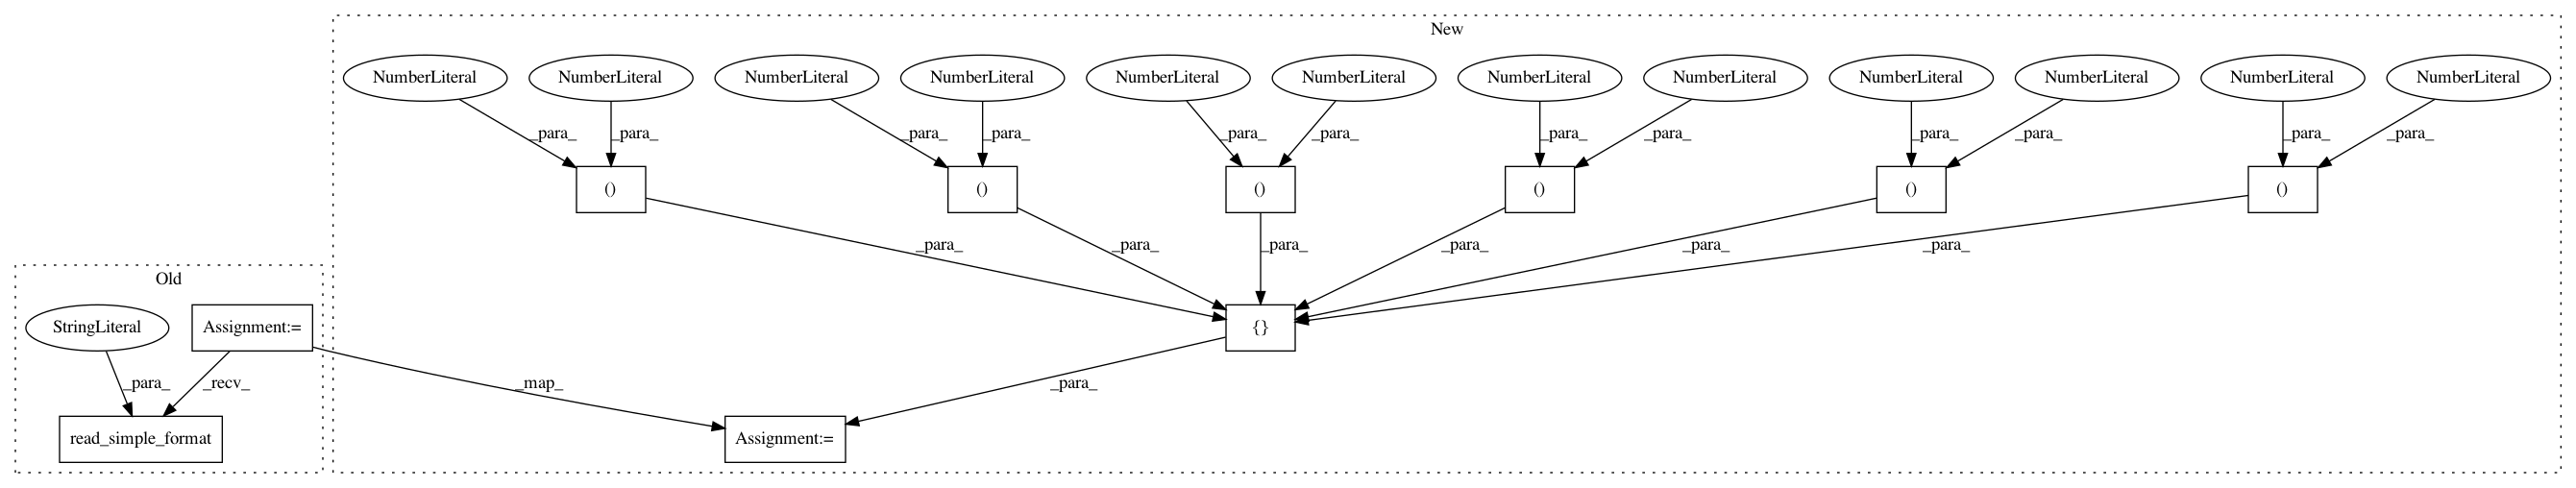 New
NumberLiteral NumberLiteral NumberLiteral NumberLiteral NumberLiteral NumberLiteral NumberLiteral NumberLiteral NumberLiteral NumberLiteral NumberLiteral NumberLiteral
_para_ _para_ _para_ _para_ _para_ _para_ _para_ _para_ _para_ _para_ _para_ _para_
() () () () () ()
_para_ _para_ _para_ _para_ _para_ _para_
Old
StringLiteral Assignment:= {}
_para_ _recv_ _map_ _para_
read_simple_format Assignment:=